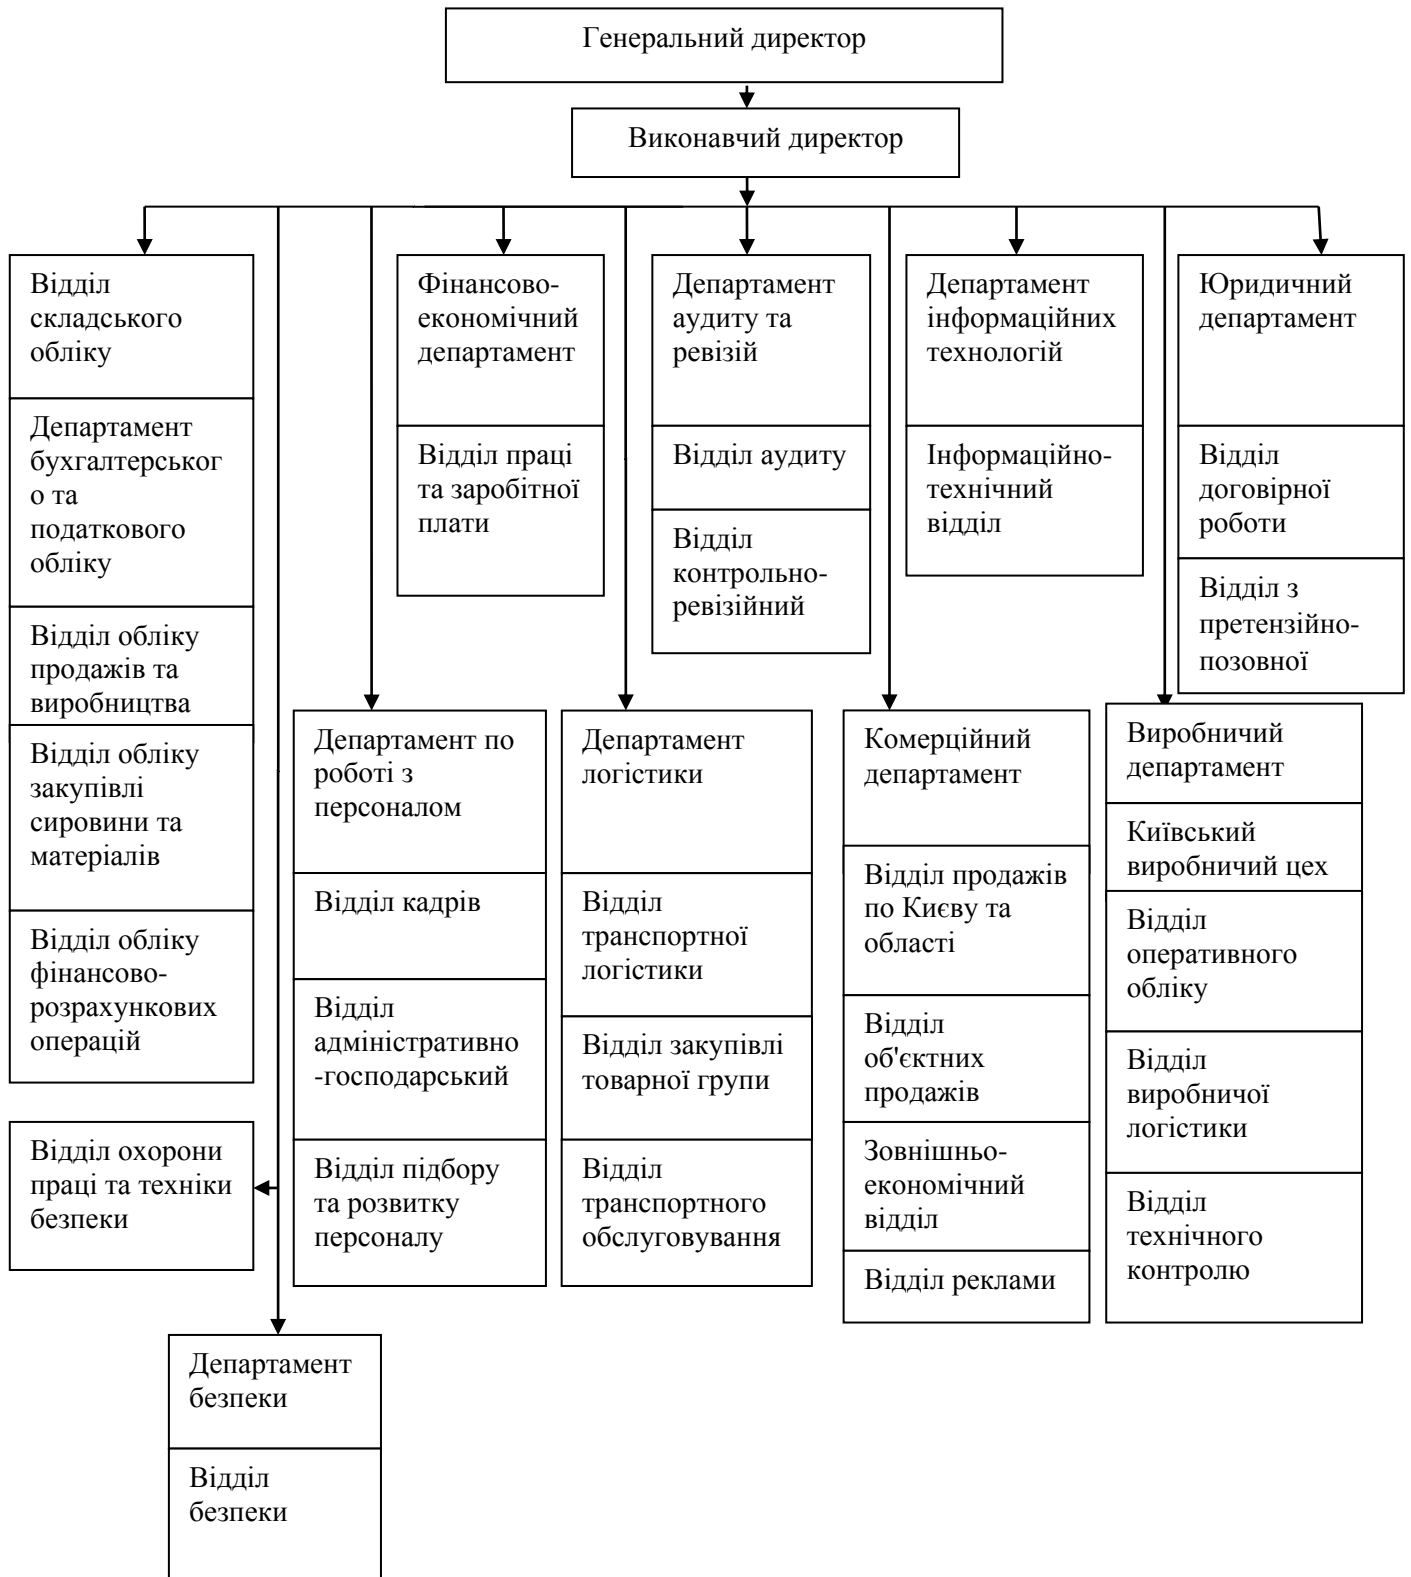 Генеральний директор
Виконавчий директор
Відділ
складського
обліку
Департамент
бухгалтерськог
о та
податкового
обліку
Відділ обліку
продажів та
виробництва
Відділ обліку
закупівлі
сировини та
матеріалів
Відділ обліку
фінансово-
розрахункових
операцій
Відділ охорони
праці та техніки
безпеки
Фінансово-
економічний
департамент
Відділ праці
та заробітної
плати
Департамент
аудиту та
ревізій
Відділ аудиту
Відділ
контрольно-
ревізійний
Департамент
інформаційних
технологій
Інформаційно-
технічний
відділ
Юридичний
департамент
Відділ
договірної
роботи
Відділ з
претензійно-
позовної
Департамент по
роботі з
персоналом
Відділ кадрів
Відділ
адміністративно
-господарський
Відділ підбору
та розвитку
персоналу
Департамент
логістики
Відділ
транспортної
логістики
Відділ закупівлі
товарної групи
Відділ
транспортного
обслуговування
Комерційний
департамент
Відділ продажів
по Києву та
області
Відділ
об'єктних
продажів
Зовнішньо-
економічний
відділ
Відділ реклами
Виробничий
департамент
Київський
виробничий цех
Відділ
оперативного
обліку
Відділ
виробничої
логістики
Відділ
технічного
контролю
Департамент
безпеки
Відділ
безпеки